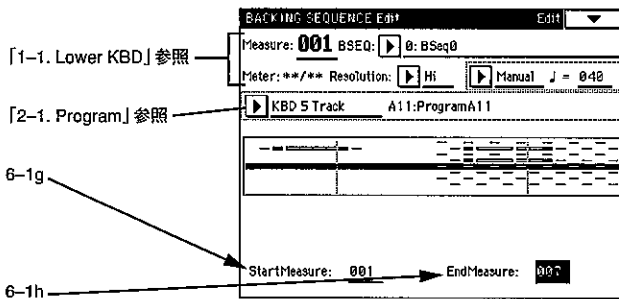 BACKING SEQUENCE Edit Edit
「1–1. Lower KBD」参照
Measure: 001 BSEQ: 0: BSeq0
Meter: **/** Resolution: Hi Manual ♩ = 040
「2–1. Program」参照
KBD S Track A11:ProgramA11
6–1g
StartMeasure: 001 EndMeasure: 007
6–1h